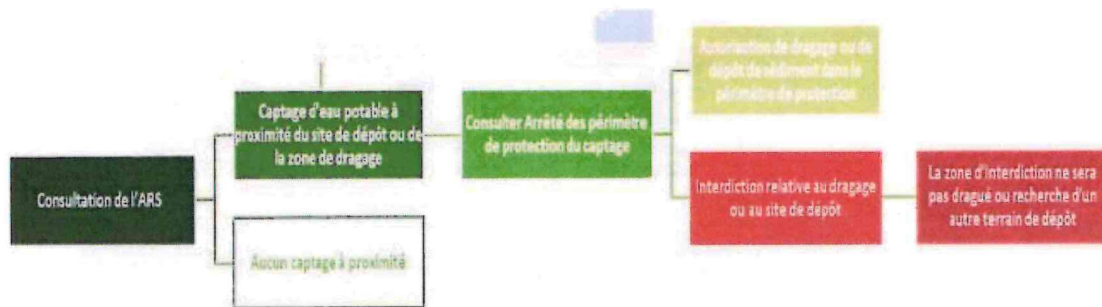 Consultation de l'ARS
Captage d'eau potable à
proximité du site de dépôt ou de
la zone de dragage
Aucun captage à proximité
Consulter Arrêté des périmètre
de protection du captage
Autorisation de dragage ou de
dépôt de sédiment dans le
périmètre de protection
Interdiction relative au dragage
ou au site de dépôt
La zone d'interdiction ne sera
pas dragué ou recherche d'un
autre terrain de dépôt